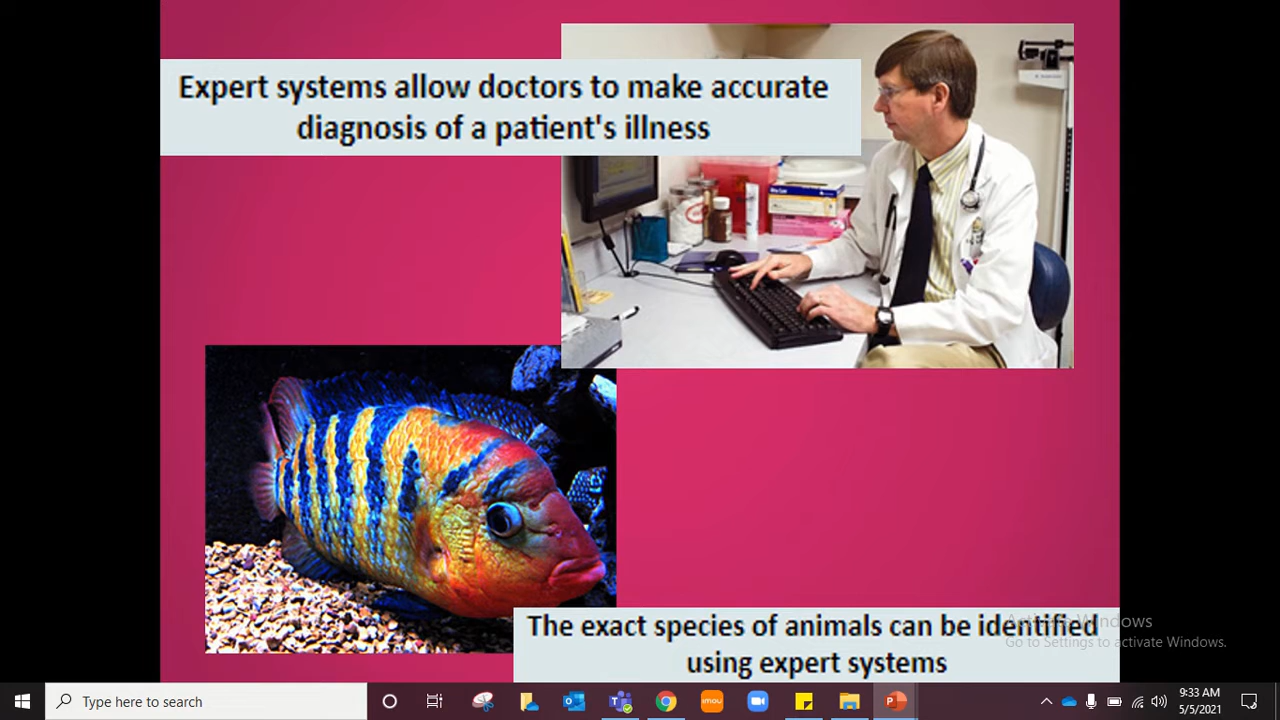 Expert systems allow doctors to make accurate
diagnosis of a patient's illness
The exact species of animals can be identified
using expert systems
Activate Windows
Go to Settings to activate Windows.
Type here to search
imou
9:33 AM
5/5/2021